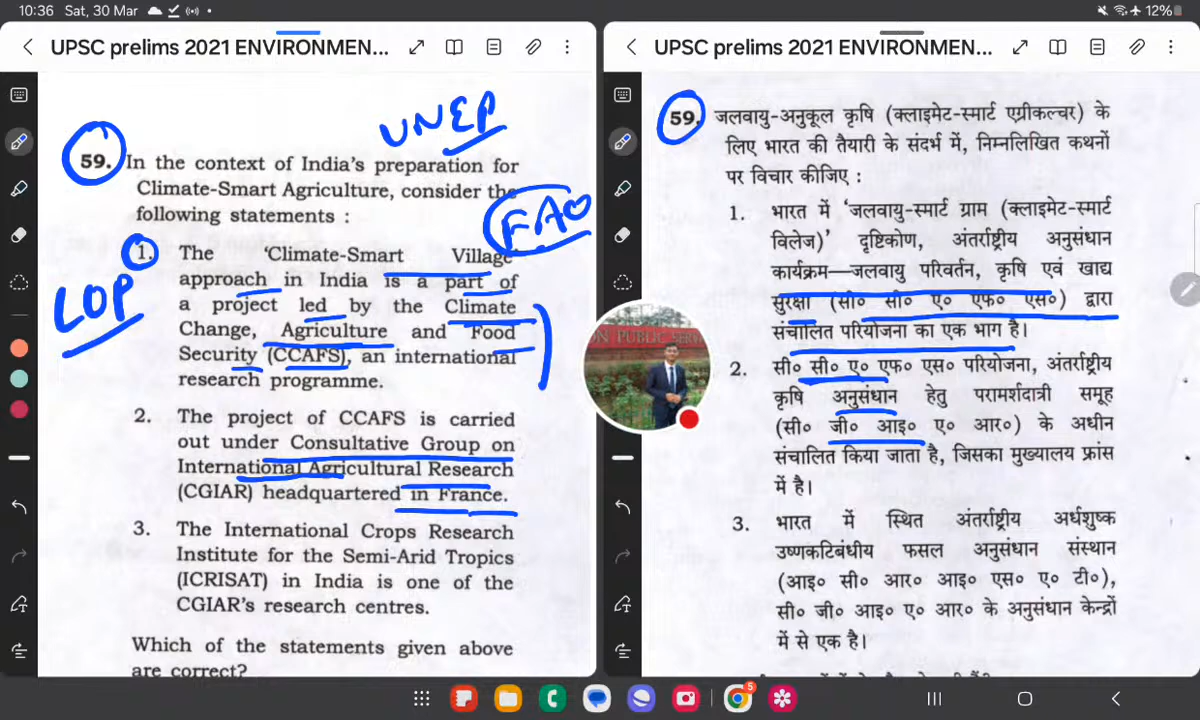 10:36 Sat, 30 Mar
12%
UPSC prelims 2021 ENVIRONMEN...
UNEP
59. In the context of India's preparation for
Climate-Smart Agriculture, consider the
following statements :
FAO
1. The 'Climate-Smart Village'
approach in India is a part of
LOP
a project led by the Climate
Change, Agriculture and Food
Security (CCAFS), an international
research programme.
2. The project of CCAFS is carried
out under Consultative Group on
International Agricultural Research
(CGIAR) headquartered in France.
3. The International Crops Research
Institute for the Semi-Arid Tropics
(ICRISAT) in India is one of the
CGIAR's research centres.
Which of the statements given above
are correct?
UPSC prelims 2021 ENVIRONMEN...
59. जलवायु-अनुकूल कृषि (क्लाइमेट-स्मार्ट एग्रीकल्चर) के
लिए भारत की तैयारी के संदर्भ में, निम्नलिखित कथनों
पर विचार कीजिए :
1. भारत में 'जलवायु-स्मार्ट ग्राम (क्लाइमेट-स्मार्ट
विलेज)' दृष्टिकोण, अंतर्राष्ट्रीय अनुसंधान
कार्यक्रम—जलवायु परिवर्तन, कृषि एवं खाद्य
सुरक्षा (सी० सी० ए० एफ० एस०) द्वारा
संचालित परियोजना का एक भाग है।
2. सी० सी० ए० एफ० एस० परियोजना, अंतर्राष्ट्रीय
कृषि अनुसंधान हेतु परामर्शदात्री समूह
(सी० जी० आइ० ए० आर०) के अधीन
संचालित किया जाता है, जिसका मुख्यालय फ्रांस
में है।
3. भारत में स्थित अंतर्राष्ट्रीय अर्धशुष्क
उष्णकटिबंधीय फसल अनुसंधान संस्थान
(आइ० सी० आर० आइ० एस० ए० टी०),
सी० जी० आइ० ए० आर० के अनुसंधान केन्द्रों
में से एक है।
ON PUBLIC SERV
5